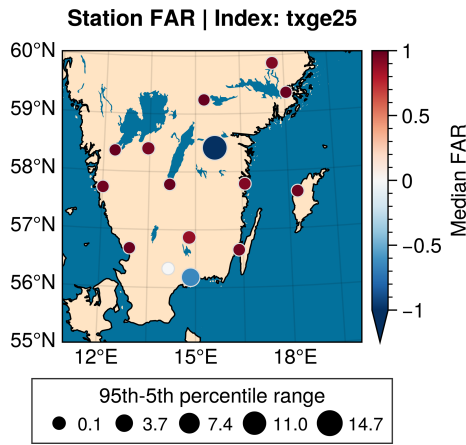 Station FAR | Index: txge25
60°N
59°N
58°N
57°N
56°N
55°N
12°E 15°E 18°E
1
0.5
0
−0.5
−1
Median FAR
95th-5th percentile range
0.1 3.7 7.4 11.0 14.7